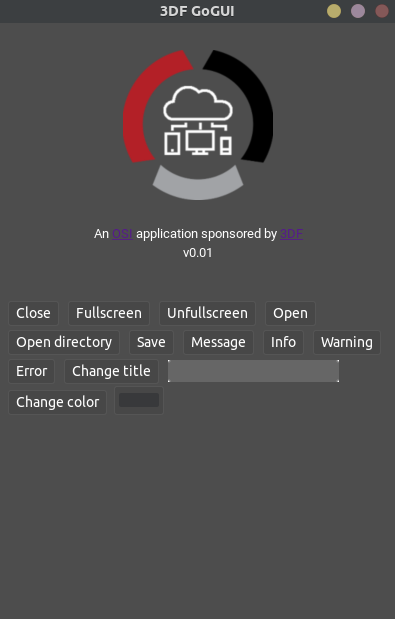 3DF GoGUI
An OSI application sponsored by 3DF
v0.01
Close Fullscreen Unfullscreen Open
Open directory Save Message Info Warning
Error Change title
Change color